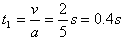 t₁ = v/a = 2/5 s = 0.4s